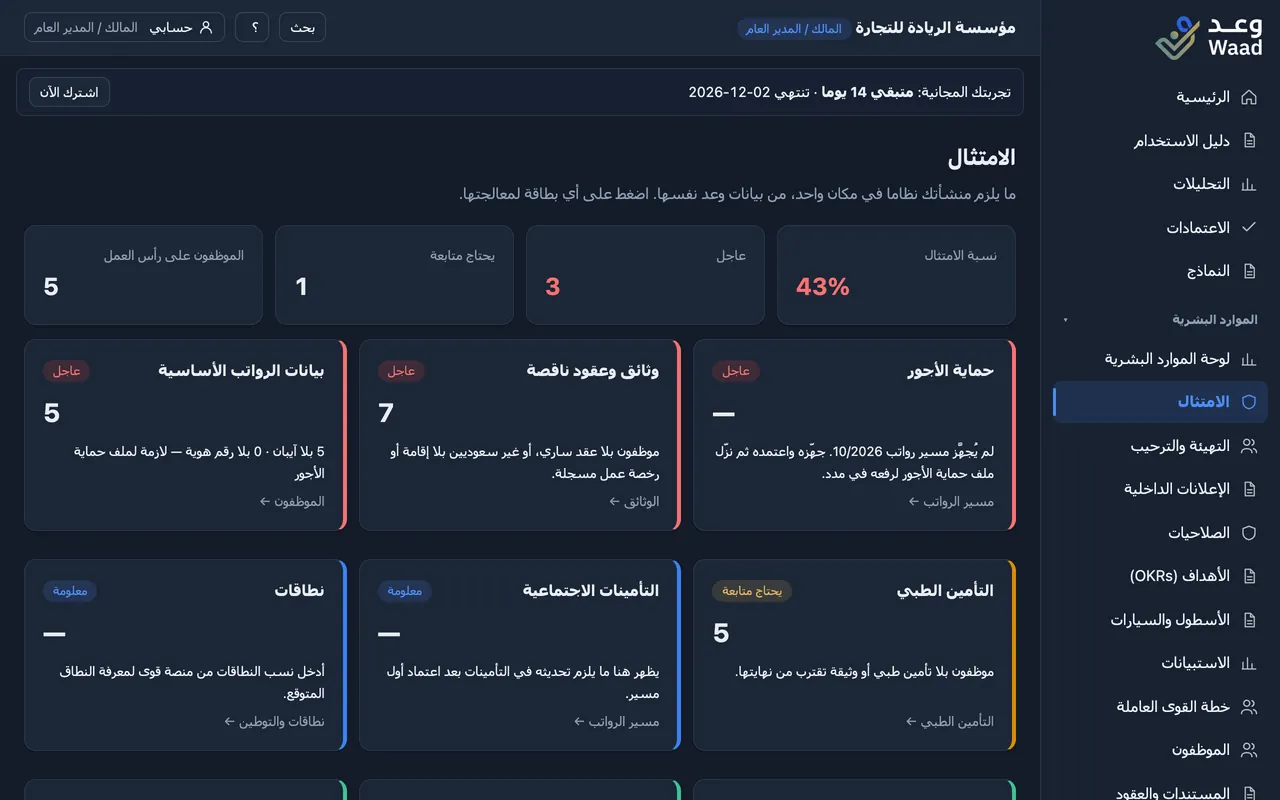 وعد
Waad
الرئيسية
دليل الاستخدام
التحليلات
الاعتمادات
النماذج
الموارد البشرية
لوحة الموارد البشرية
الامتثال
التهيئة والترحيب
الإعلانات الداخلية
الصلاحيات
الأهداف (OKRs)
الأسطول والسيارات
الاستبيانات
خطة القوى العاملة
الموظفون
المستندات والعقود
مؤسسة الريادة للتجارة المالك / المدير العام
بحث
؟
حسابي المالك / المدير العام
تجربتك المجانية: متبقي 14 يوما · تنتهي 02-12-2026
اشترك الآن
الامتثال
ما يلزم منشأتك نظاما في مكان واحد، من بيانات وعد نفسها. اضغط على أي بطاقة لمعالجتها.
نسبة الامتثال
43%
عاجل
3
يحتاج متابعة
1
الموظفون على رأس العمل
5
حماية الأجور
عاجل
—
لم يُجهَّز مسير رواتب 10/2026. جهّزه واعتمده ثم نزّل
ملف حماية الأجور لرفعه في مدد.
مسير الرواتب ←
وثائق وعقود ناقصة
عاجل
7
موظفون بلا عقد ساري، أو غير سعوديين بلا إقامة أو
رخصة عمل مسجلة.
الوثائق ←
بيانات الرواتب الأساسية
عاجل
5
5 بلا آيبان · 0 بلا رقم هوية — لازمة لملف حماية
الأجور
الموظفون ←
التأمين الطبي
يحتاج متابعة
5
موظفون بلا تأمين طبي أو وثيقة تقترب من نهايتها.
التأمين الطبي ←
التأمينات الاجتماعية
معلومة
—
يظهر هنا ما يلزم تحديثه في التأمينات بعد اعتماد أول
مسير.
مسير الرواتب ←
نطاقات
معلومة
—
أدخل نسب النطاقات من منصة قوى لمعرفة النطاق
المتوقع.
نطاقات والتوطين ←